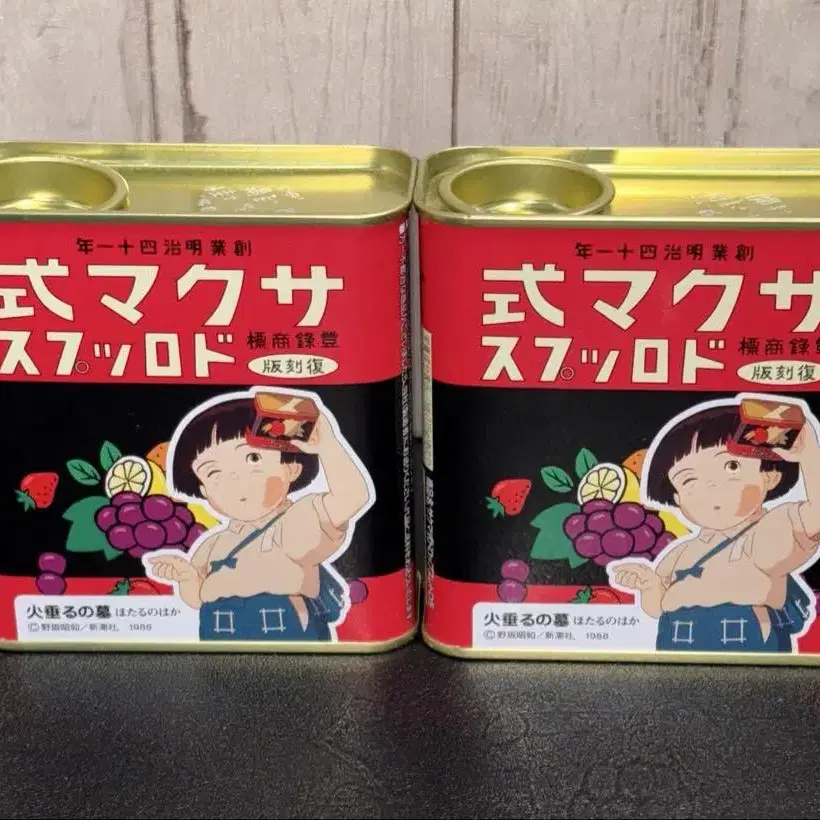 創業明治四十一年
サクマ式
登錄商標
ドロップス
復刻版
火垂るの墓 ほたるのはか
© 野坂昭如/新潮社, 1988
創業明治四十一年
サクマ式
登錄商標
ドロップス
復刻版
火垂るの墓 ほたるのはか
© 野坂昭如/新潮社, 1988